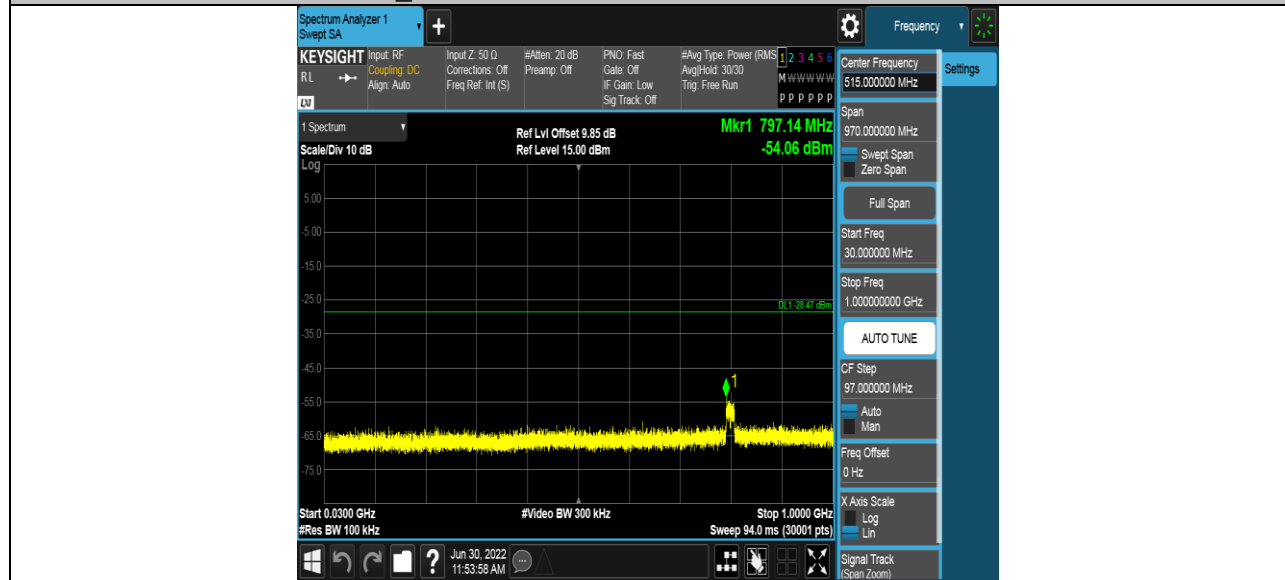 Spectrum Analyzer 1
Swept SA
+
Frequency
KEYSIGHT
RL
LXI
Input: RF
Coupling: DC
Align: Auto
Input Z: 50 Ω
Corrections: Off
Freq Ref: Int (S)
#Atten: 20 dB
Preamp: Off
PNO: Fast
Gate: Off
IF Gain: Low
Sig Track: Off
#Avg Type: Power (RMS
Avg|Hold: 30/30
Trig: Free Run
1 2 3 4 5 6
M W W W W W
P P P P P P
1 Spectrum
Scale/Div 10 dB
Ref Lvl Offset 9.85 dB
Ref Level 15.00 dBm
Mkr1 797.14 MHz
-54.06 dBm
Log
5.00
-5.00
-15.0
-25.0
DL1 -28.47 dBm
-35.0
-45.0
1
-55.0
-65.0
-75.0
Start 0.0300 GHz
#Video BW 300 kHz
Stop 1.0000 GHz
#Res BW 100 kHz
Sweep 94.0 ms (30001 pts)
?
Jun 30, 2022
11:53:58 AM
Center Frequency
515.000000 MHz
Settings
Span
970.000000 MHz
Swept Span
Zero Span
Full Span
Start Freq
30.000000 MHz
Stop Freq
1.000000000 GHz
AUTO TUNE
CF Step
97.000000 MHz
Auto
Man
Freq Offset
0 Hz
X Axis Scale
Log
Lin
Signal Track
(Span Zoom)